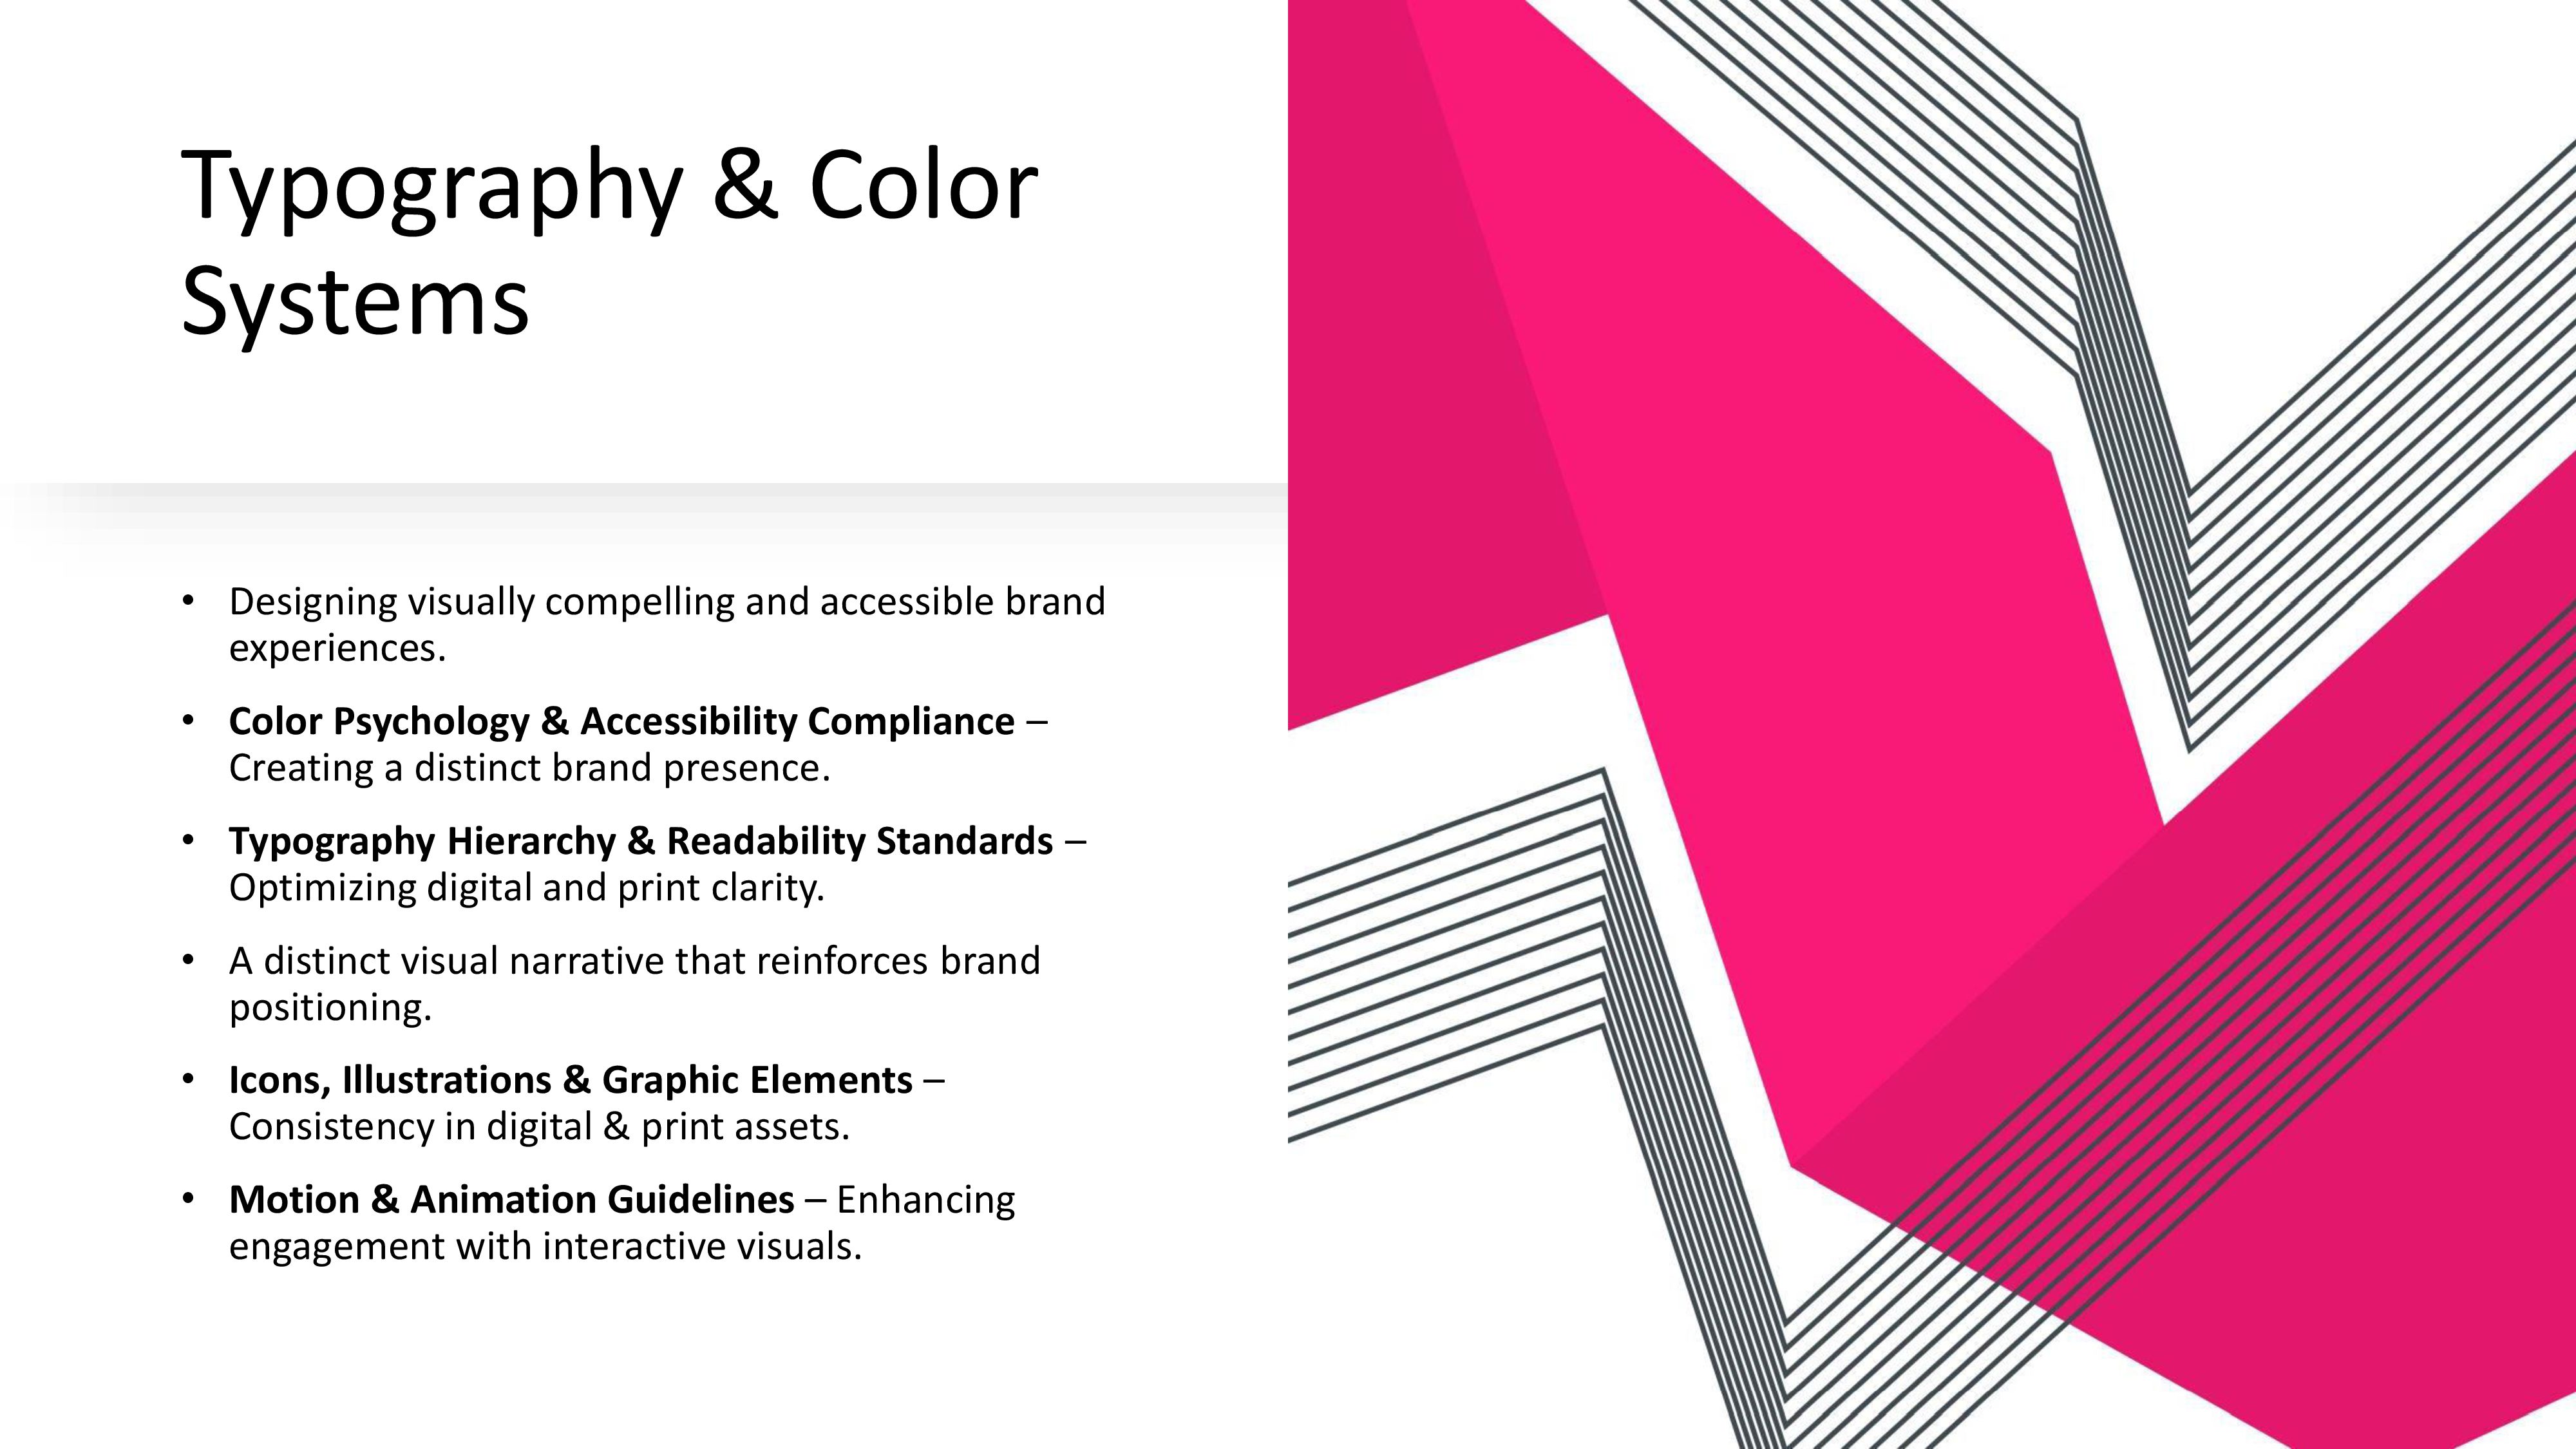 Typography & Color
Systems
• Designing visually compelling and accessible brand
experiences.
• Color Psychology & Accessibility Compliance –
Creating a distinct brand presence.
• Typography Hierarchy & Readability Standards –
Optimizing digital and print clarity.
• A distinct visual narrative that reinforces brand
positioning.
• Icons, Illustrations & Graphic Elements –
Consistency in digital & print assets.
• Motion & Animation Guidelines – Enhancing
engagement with interactive visuals.